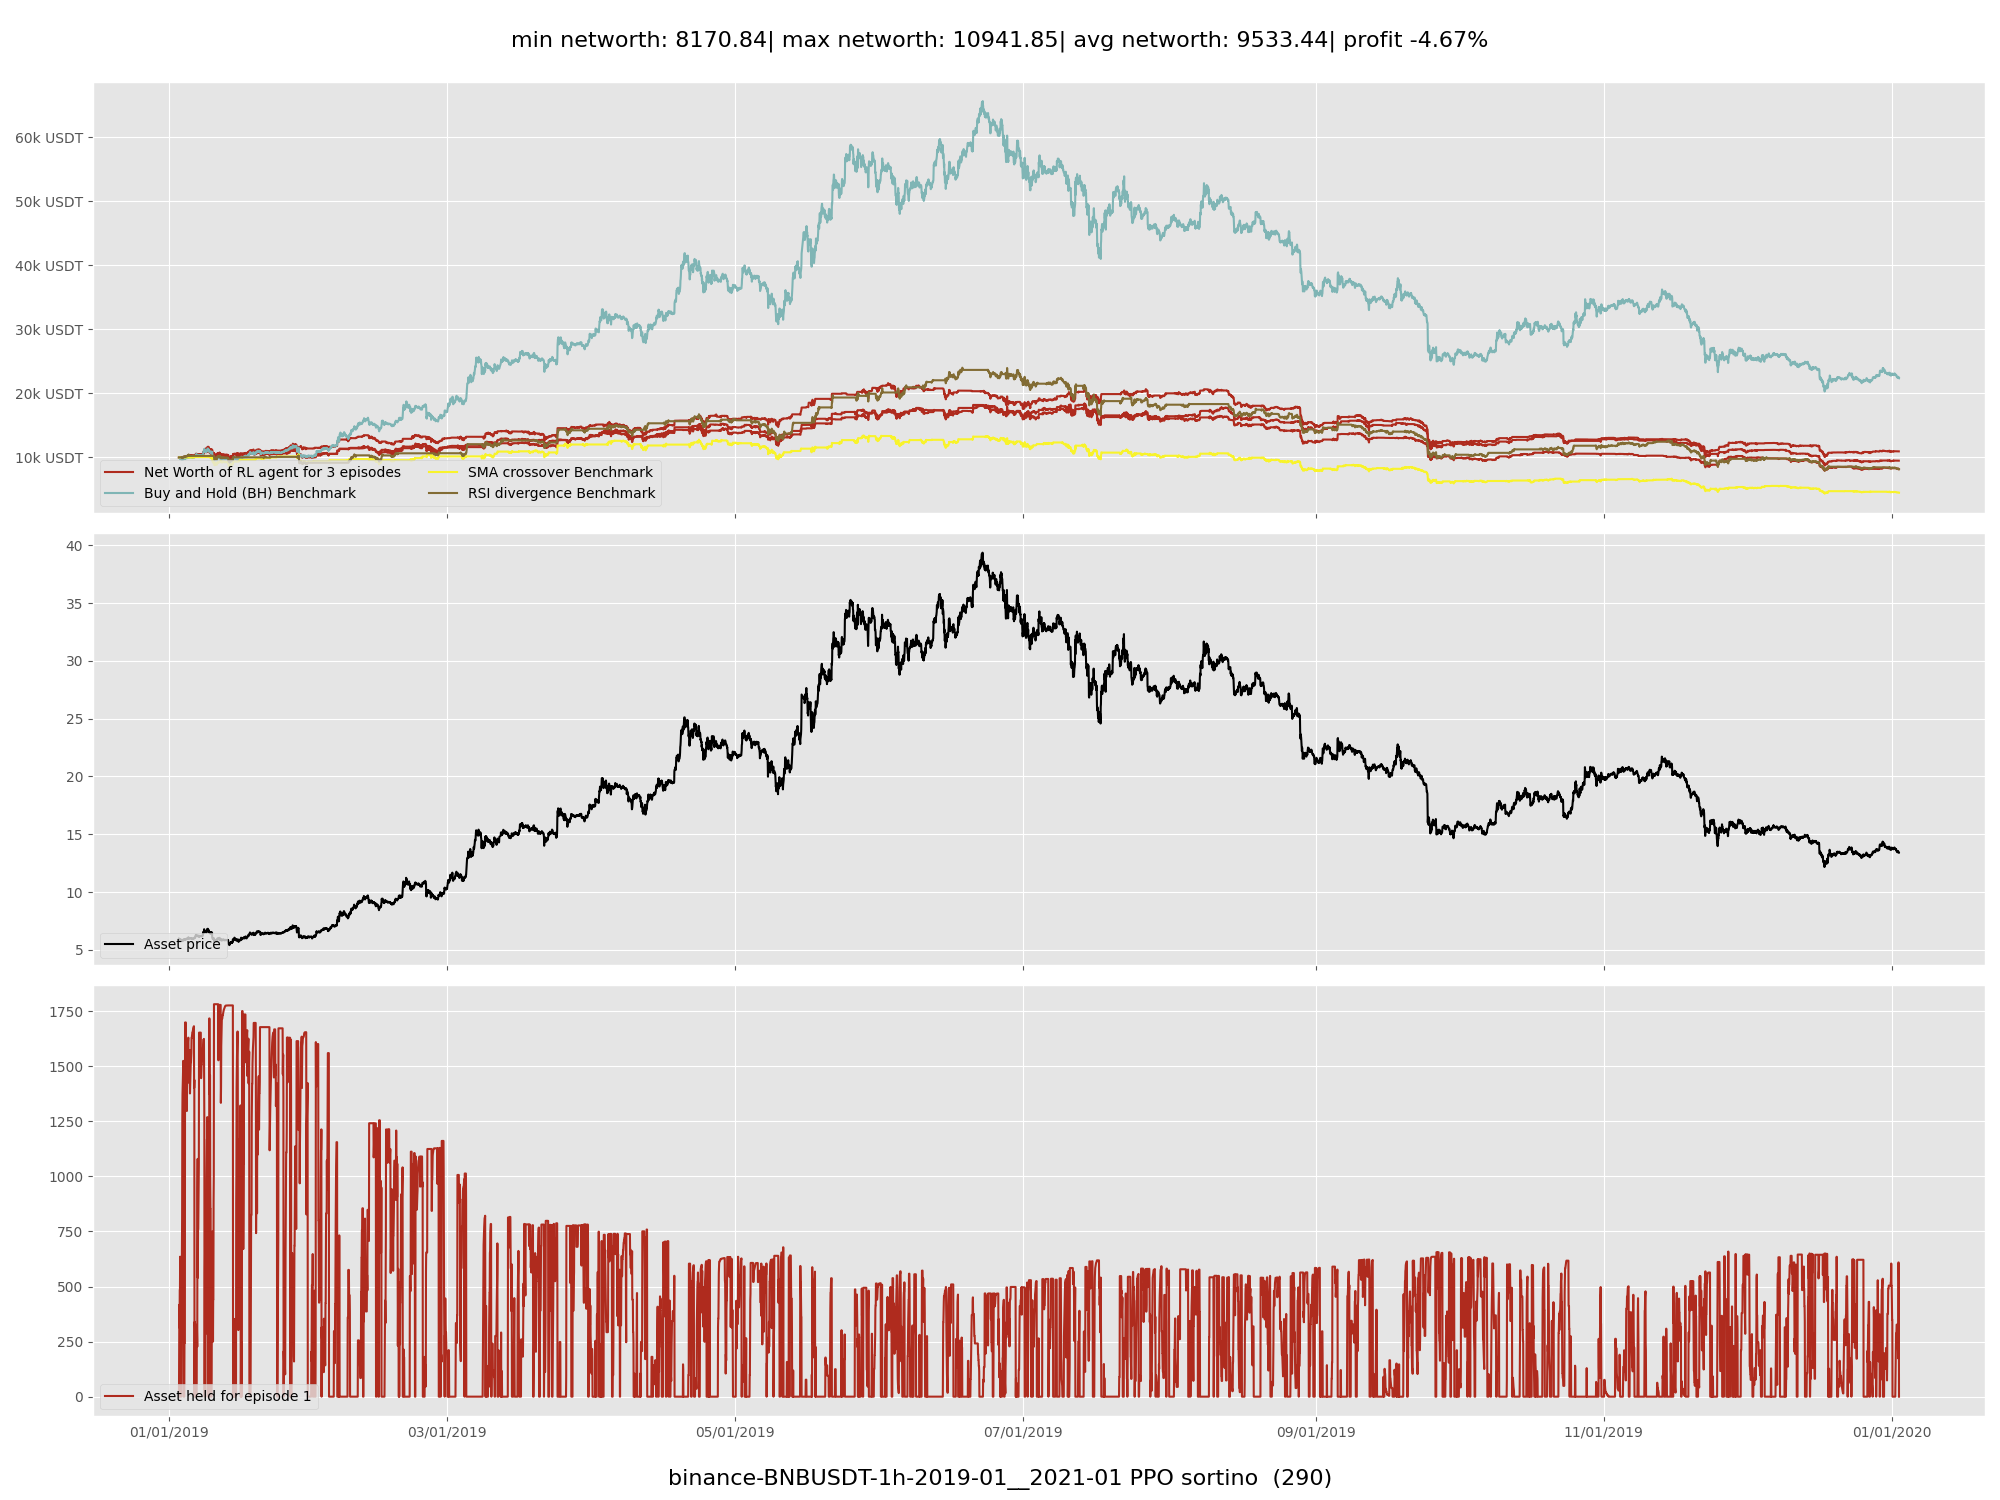 min networth: 8170.84| max networth: 10941.85| avg networth: 9533.44| profit -4.67%
60k USDT
50k USDT
40k USDT
30k USDT
20k USDT
10k USDT
Net Worth of RL agent for 3 episodes
Buy and Hold (BH) Benchmark
SMA crossover Benchmark
RSI divergence Benchmark
40
35
30
25
20
15
10
5
Asset price
1750
1500
1250
1000
750
500
250
0
Asset held for episode 1
01/01/2019 03/01/2019 05/01/2019 07/01/2019 09/01/2019 11/01/2019 01/01/2020
binance-BNBUSDT-1h-2019-01__2021-01 PPO sortino (290)